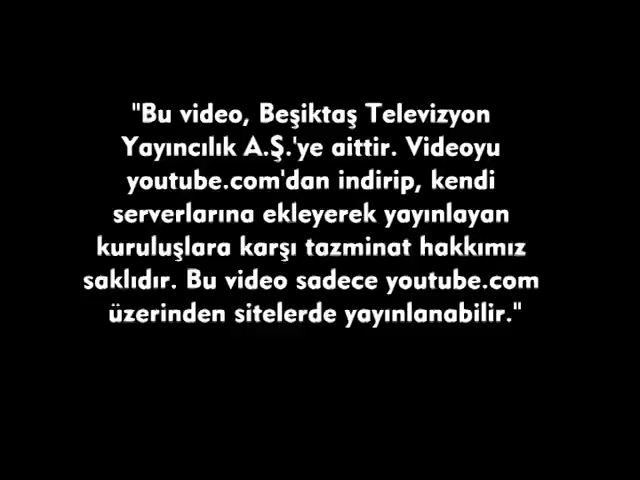 "Bu video, Beşiktaş Televizyon
Yayıncılık A.Ş.'ye aittir. Videoyu
youtube.com'dan indirip, kendi
serverlarına ekleyerek yayınlayan
kuruluşlara karşı tazminat hakkımız
saklıdır. Bu video sadece youtube.com
üzerinden sitelerde yayınlanabilir."